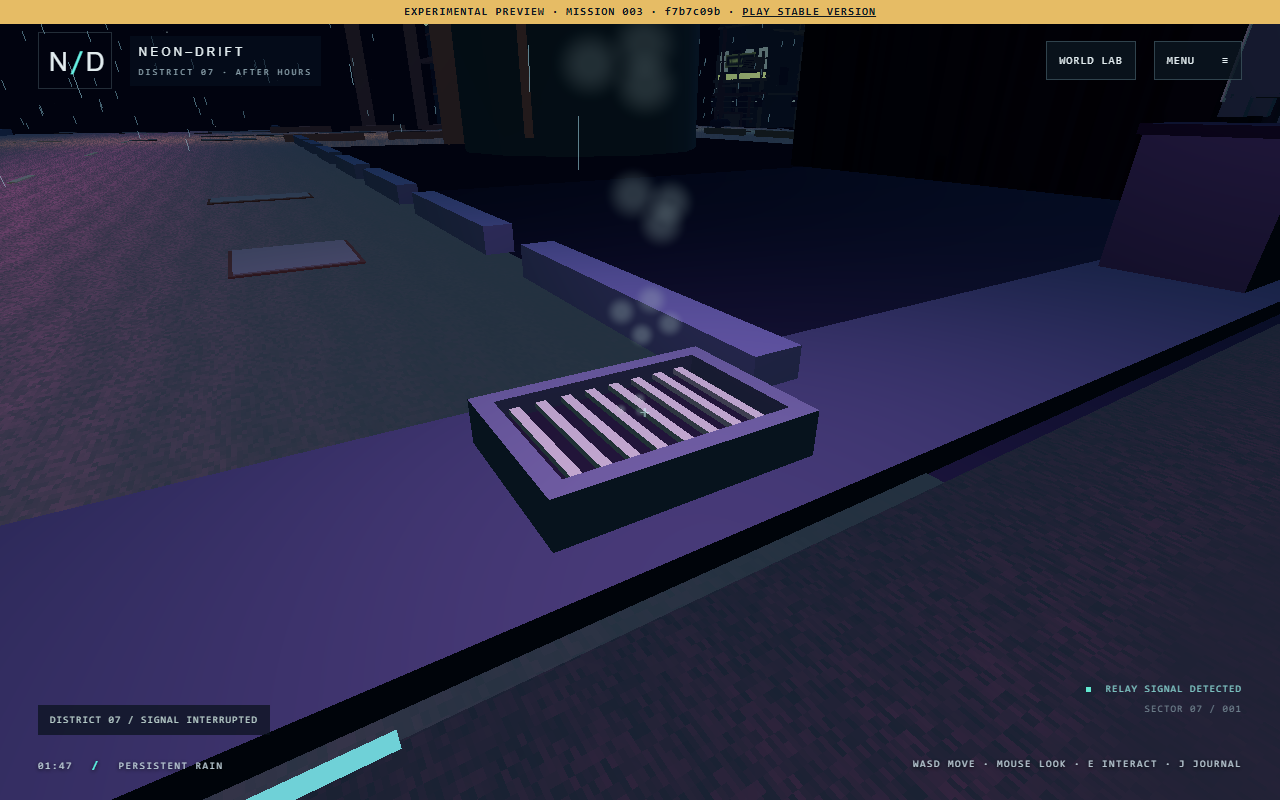 EXPERIMENTAL PREVIEW · MISSION 003 · f7b7c09b · PLAY STABLE VERSION
N/D
NEON–DRIFT
DISTRICT 07 · AFTER HOURS
WORLD LAB
MENU ≡
RELAY SIGNAL DETECTED
SECTOR 07 / 001
DISTRICT 07 / SIGNAL INTERRUPTED
01:47 / PERSISTENT RAIN
WASD MOVE · MOUSE LOOK · E INTERACT · J JOURNAL